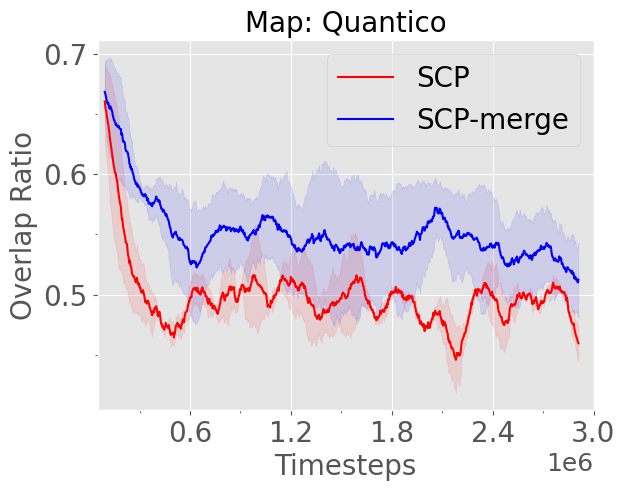 Map: Quantico
SCP
SCP-merge
Overlap Ratio
0.7
0.6
0.5
0.6 1.2 1.8 2.4 3.0
1e6
Timesteps